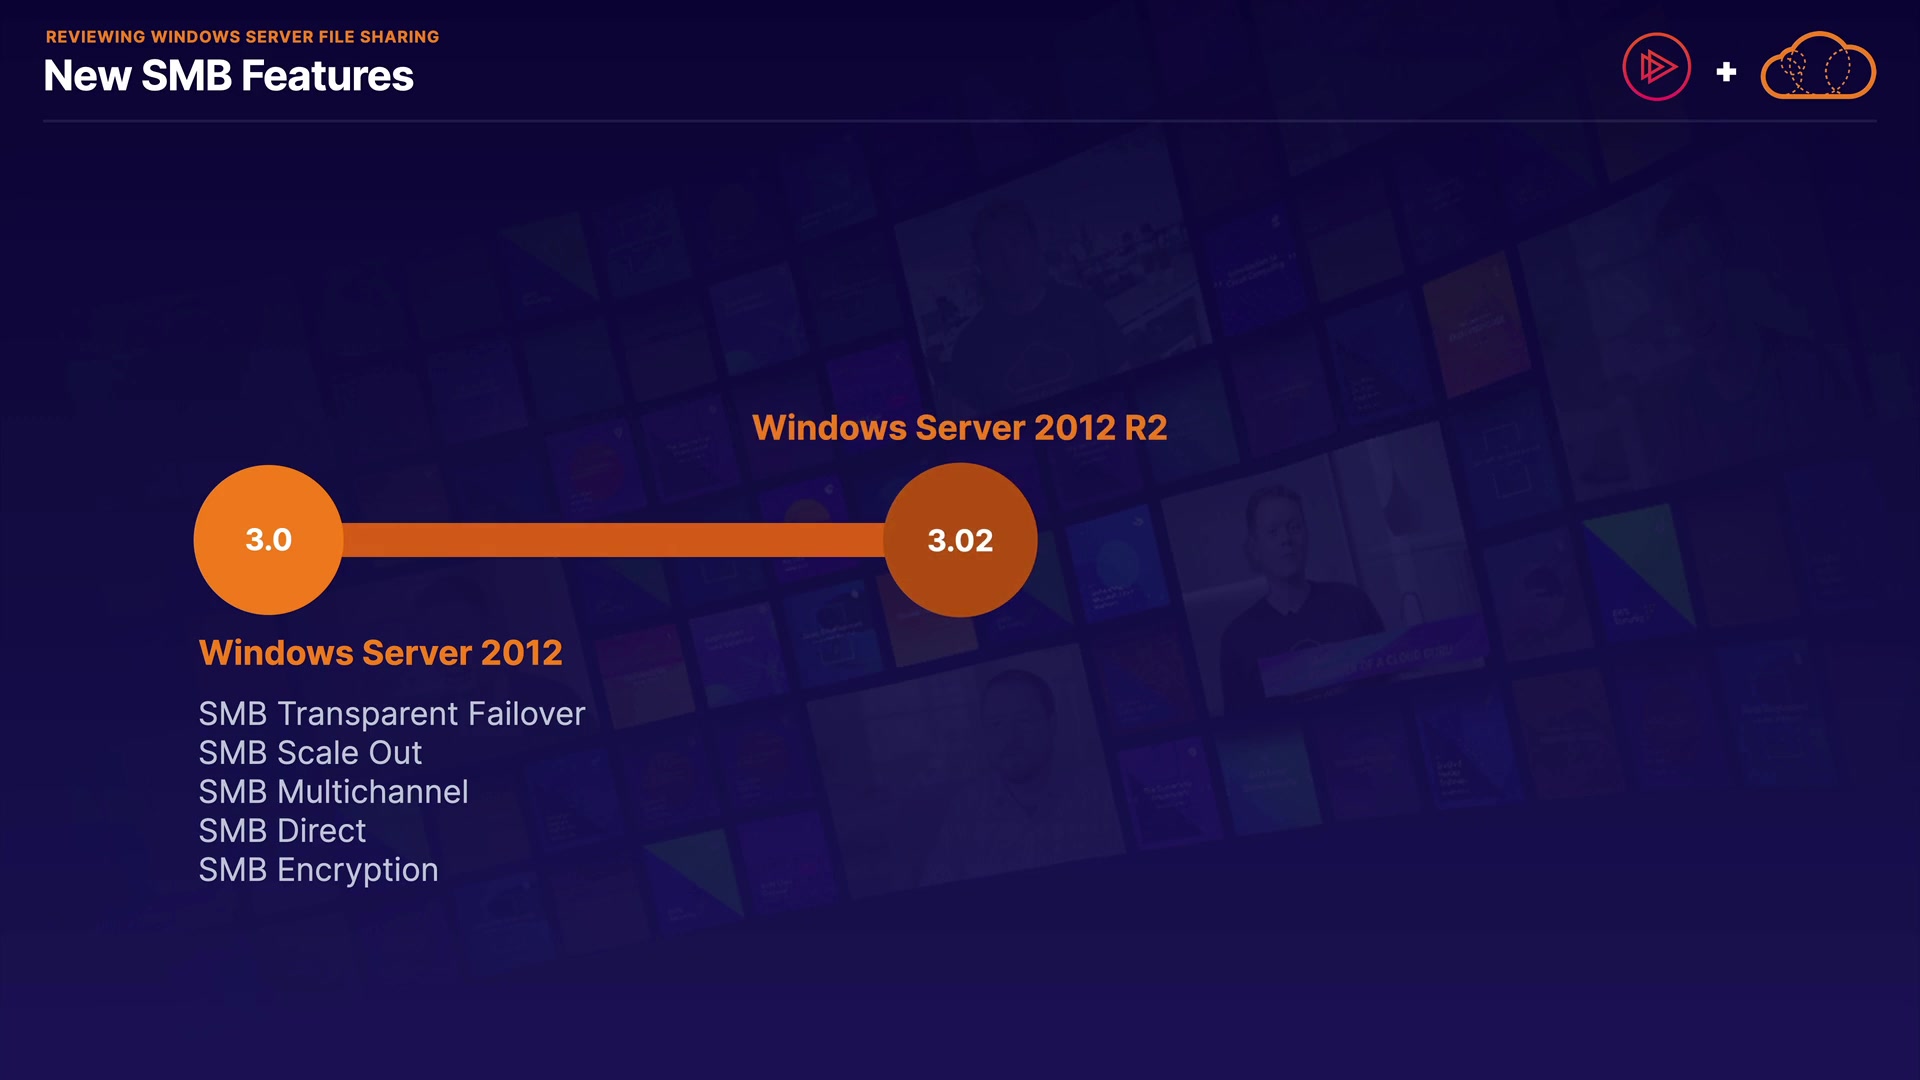 REVIEWING WINDOWS SERVER FILE SHARING
New SMB Features
+
Windows Server 2012 R2
3.0
3.02
Windows Server 2012
SMB Transparent Failover
SMB Scale Out
SMB Multichannel
SMB Direct
SMB Encryption